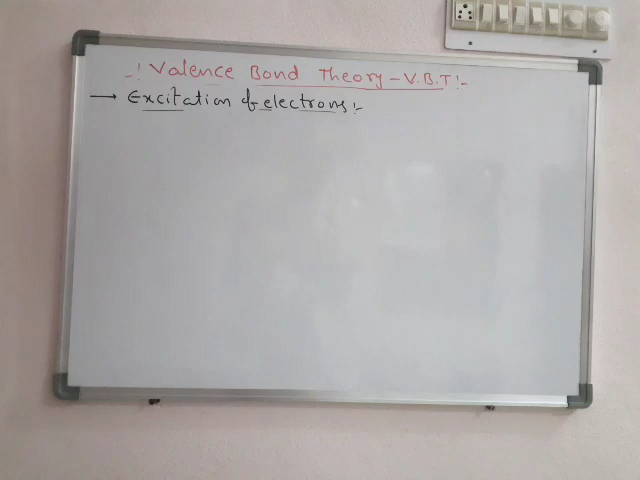 -! Valence Bond Theory - V.B.T !-
→ Excitation of electrons :-